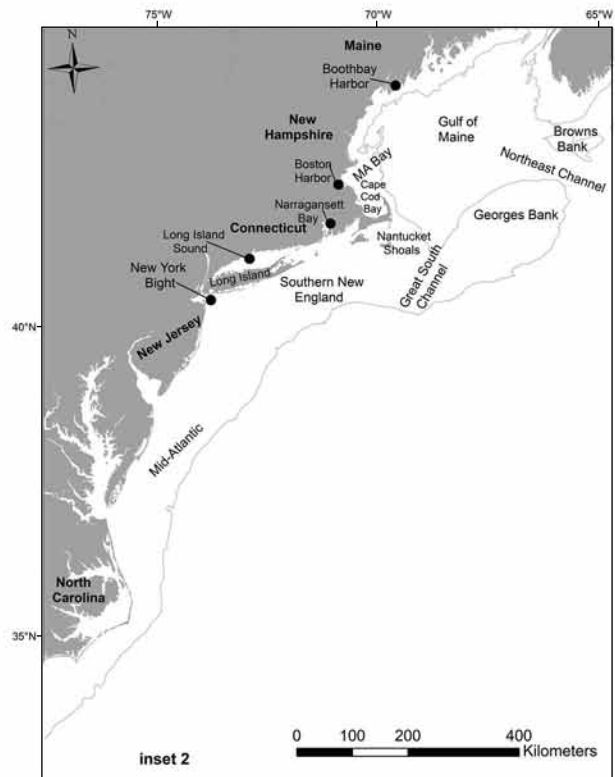 75°W
70°W
65°W
N
Maine
Boothbay
Harbor
New
Hampshire
Gulf of
Maine
Browns
Bank
Northeast Channel
Boston
Harbor
MA Bay
Cape
Cod
Bay
Narragansett
Bay
Georges Bank
Connecticut
Long Island
Sound
Nantucket
Shoals
New York
Bight
Long Island
Southern New
England
Great South
Channel
40°N
New Jersey
Mid-Atlantic
North
Carolina
35°N
inset 2
0 100 200 400
Kilometers